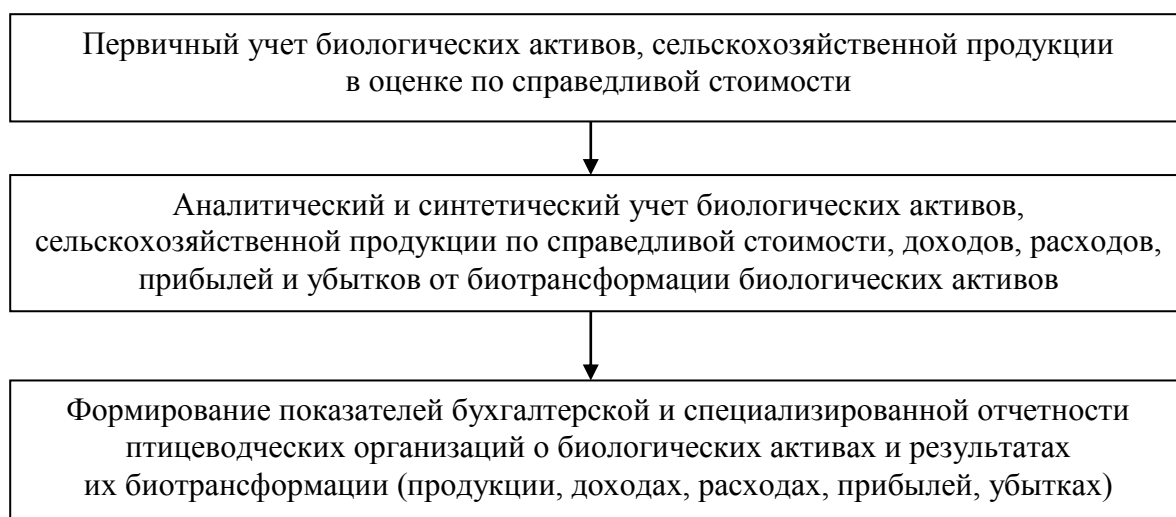 Первичный учет биологических активов, сельскохозяйственной продукции
в оценке по справедливой стоимости
Аналитический и синтетический учет биологических активов,
сельскохозяйственной продукции по справедливой стоимости, доходов, расходов,
прибылей и убытков от биотрансформации биологических активов
Формирование показателей бухгалтерской и специализированной отчетности
птицеводческих организаций о биологических активах и результатах
их биотрансформации (продукции, доходах, расходах, прибылей, убытках)